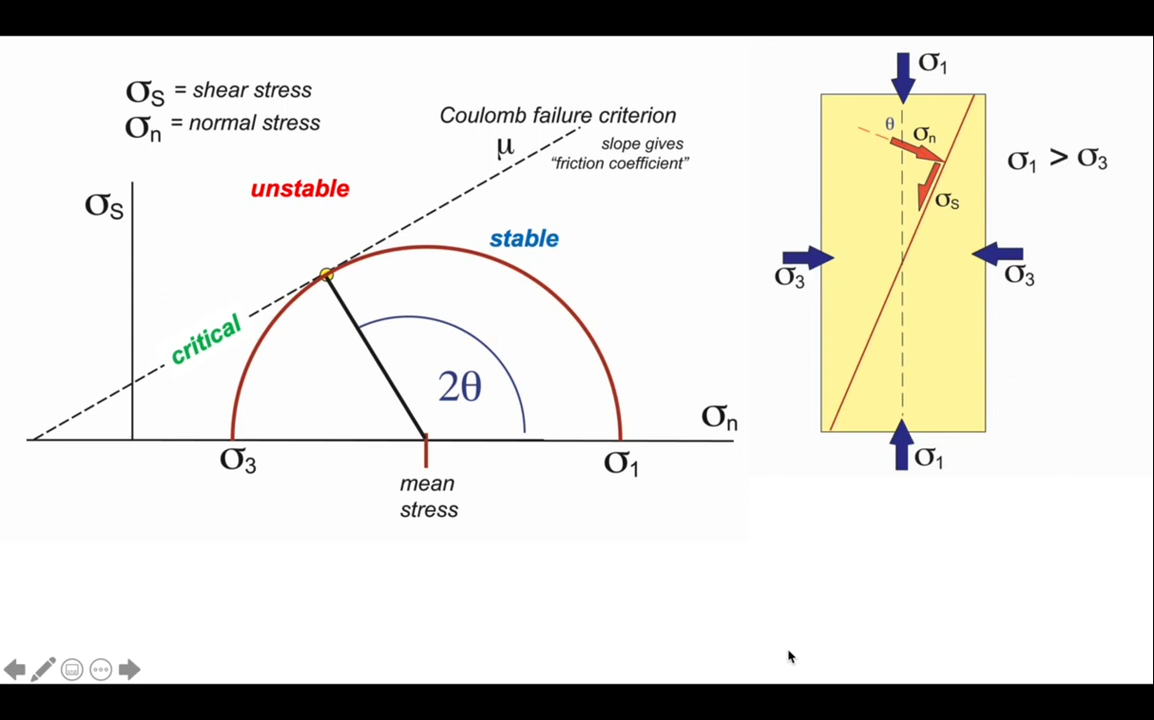 σS = shear stress
σn = normal stress
Coulomb failure criterion
μ
slope gives
“friction coefficient”
unstable
σS
stable
critical
2θ
σn
σ3
σ1
mean
stress
σ1
θ
σn
σ1 > σ3
σS
σ3
σ3
σ1